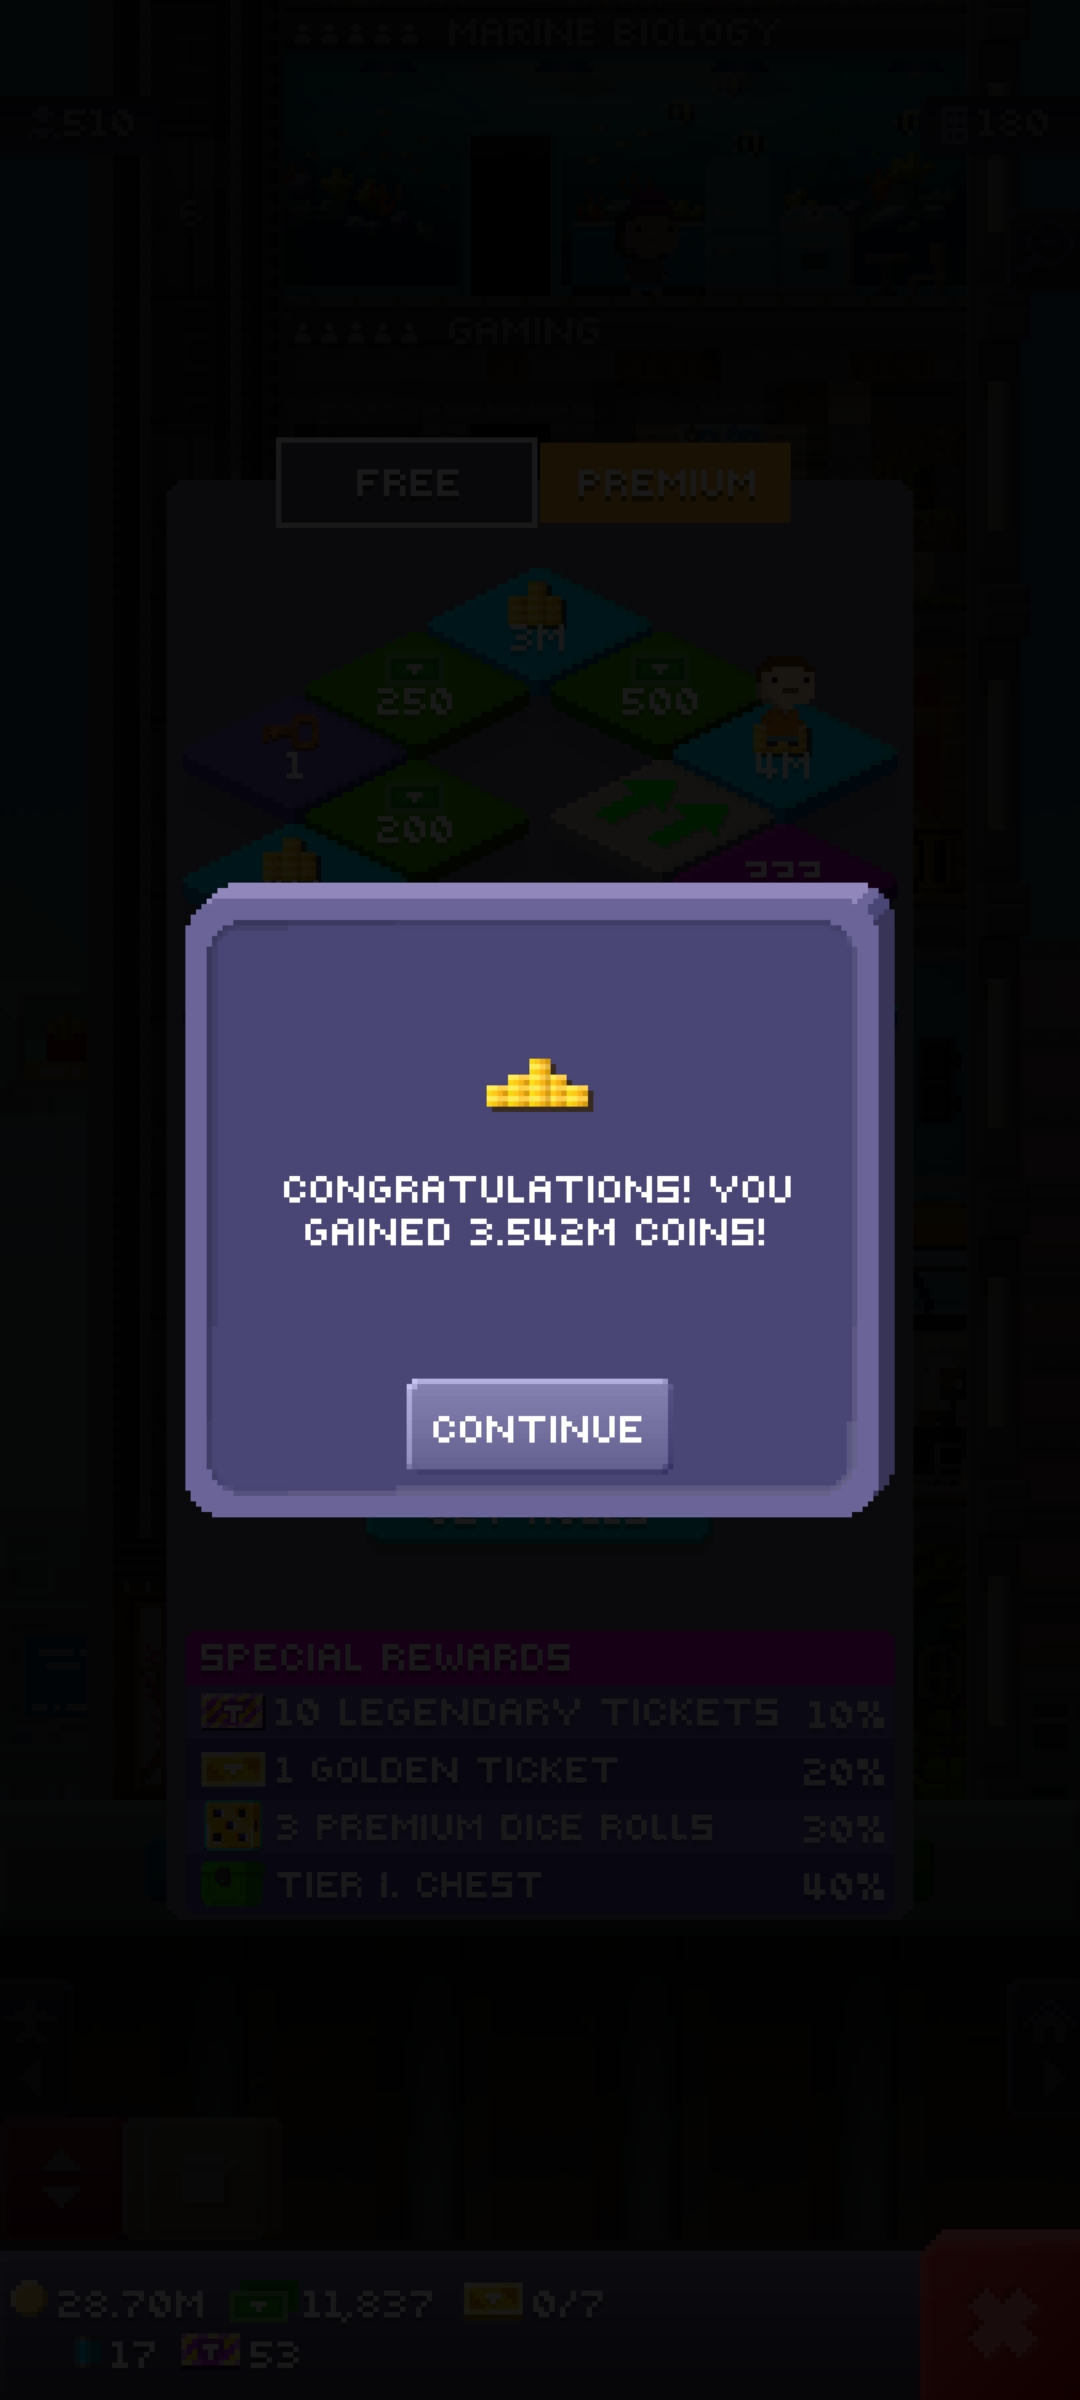 MARINE BIOLOGY
510
180
6
GAMING
FREE
PREMIUM
3M
250
500
1
4M
200
???
CONGRATULATIONS! YOU
GAINED 3.542M COINS!
CONTINUE
SPECIAL REWARDS
10 LEGENDARY TICKETS 10%
1 GOLDEN TICKET 20%
3 PREMIUM DICE ROLLS 30%
TIER 1. CHEST 40%
28.70M 11,837 0/7
17 53